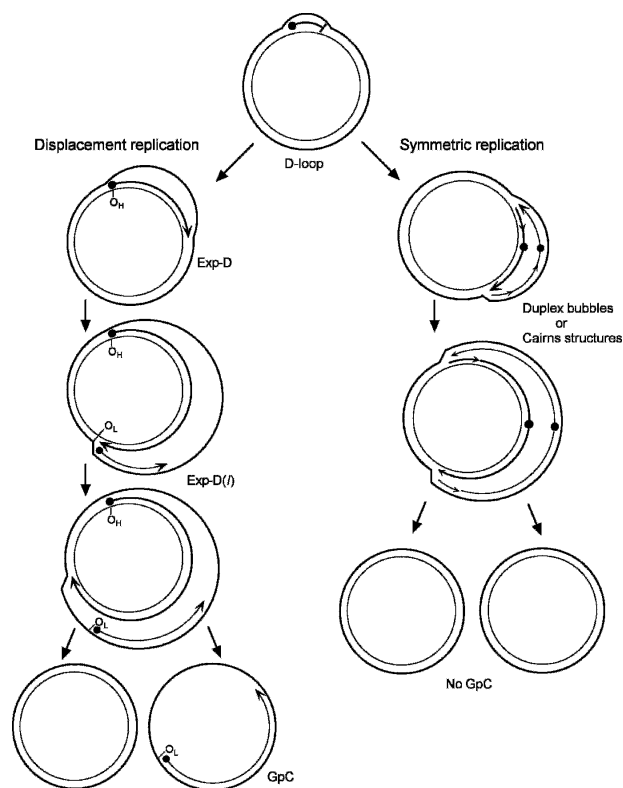 D-loop
Displacement replication
Symmetric replication
OH
Exp-D
Duplex bubbles
or
Cairns structures
OH
OL
Exp-D(l)
OH
OL
No GpC
OL
GpC